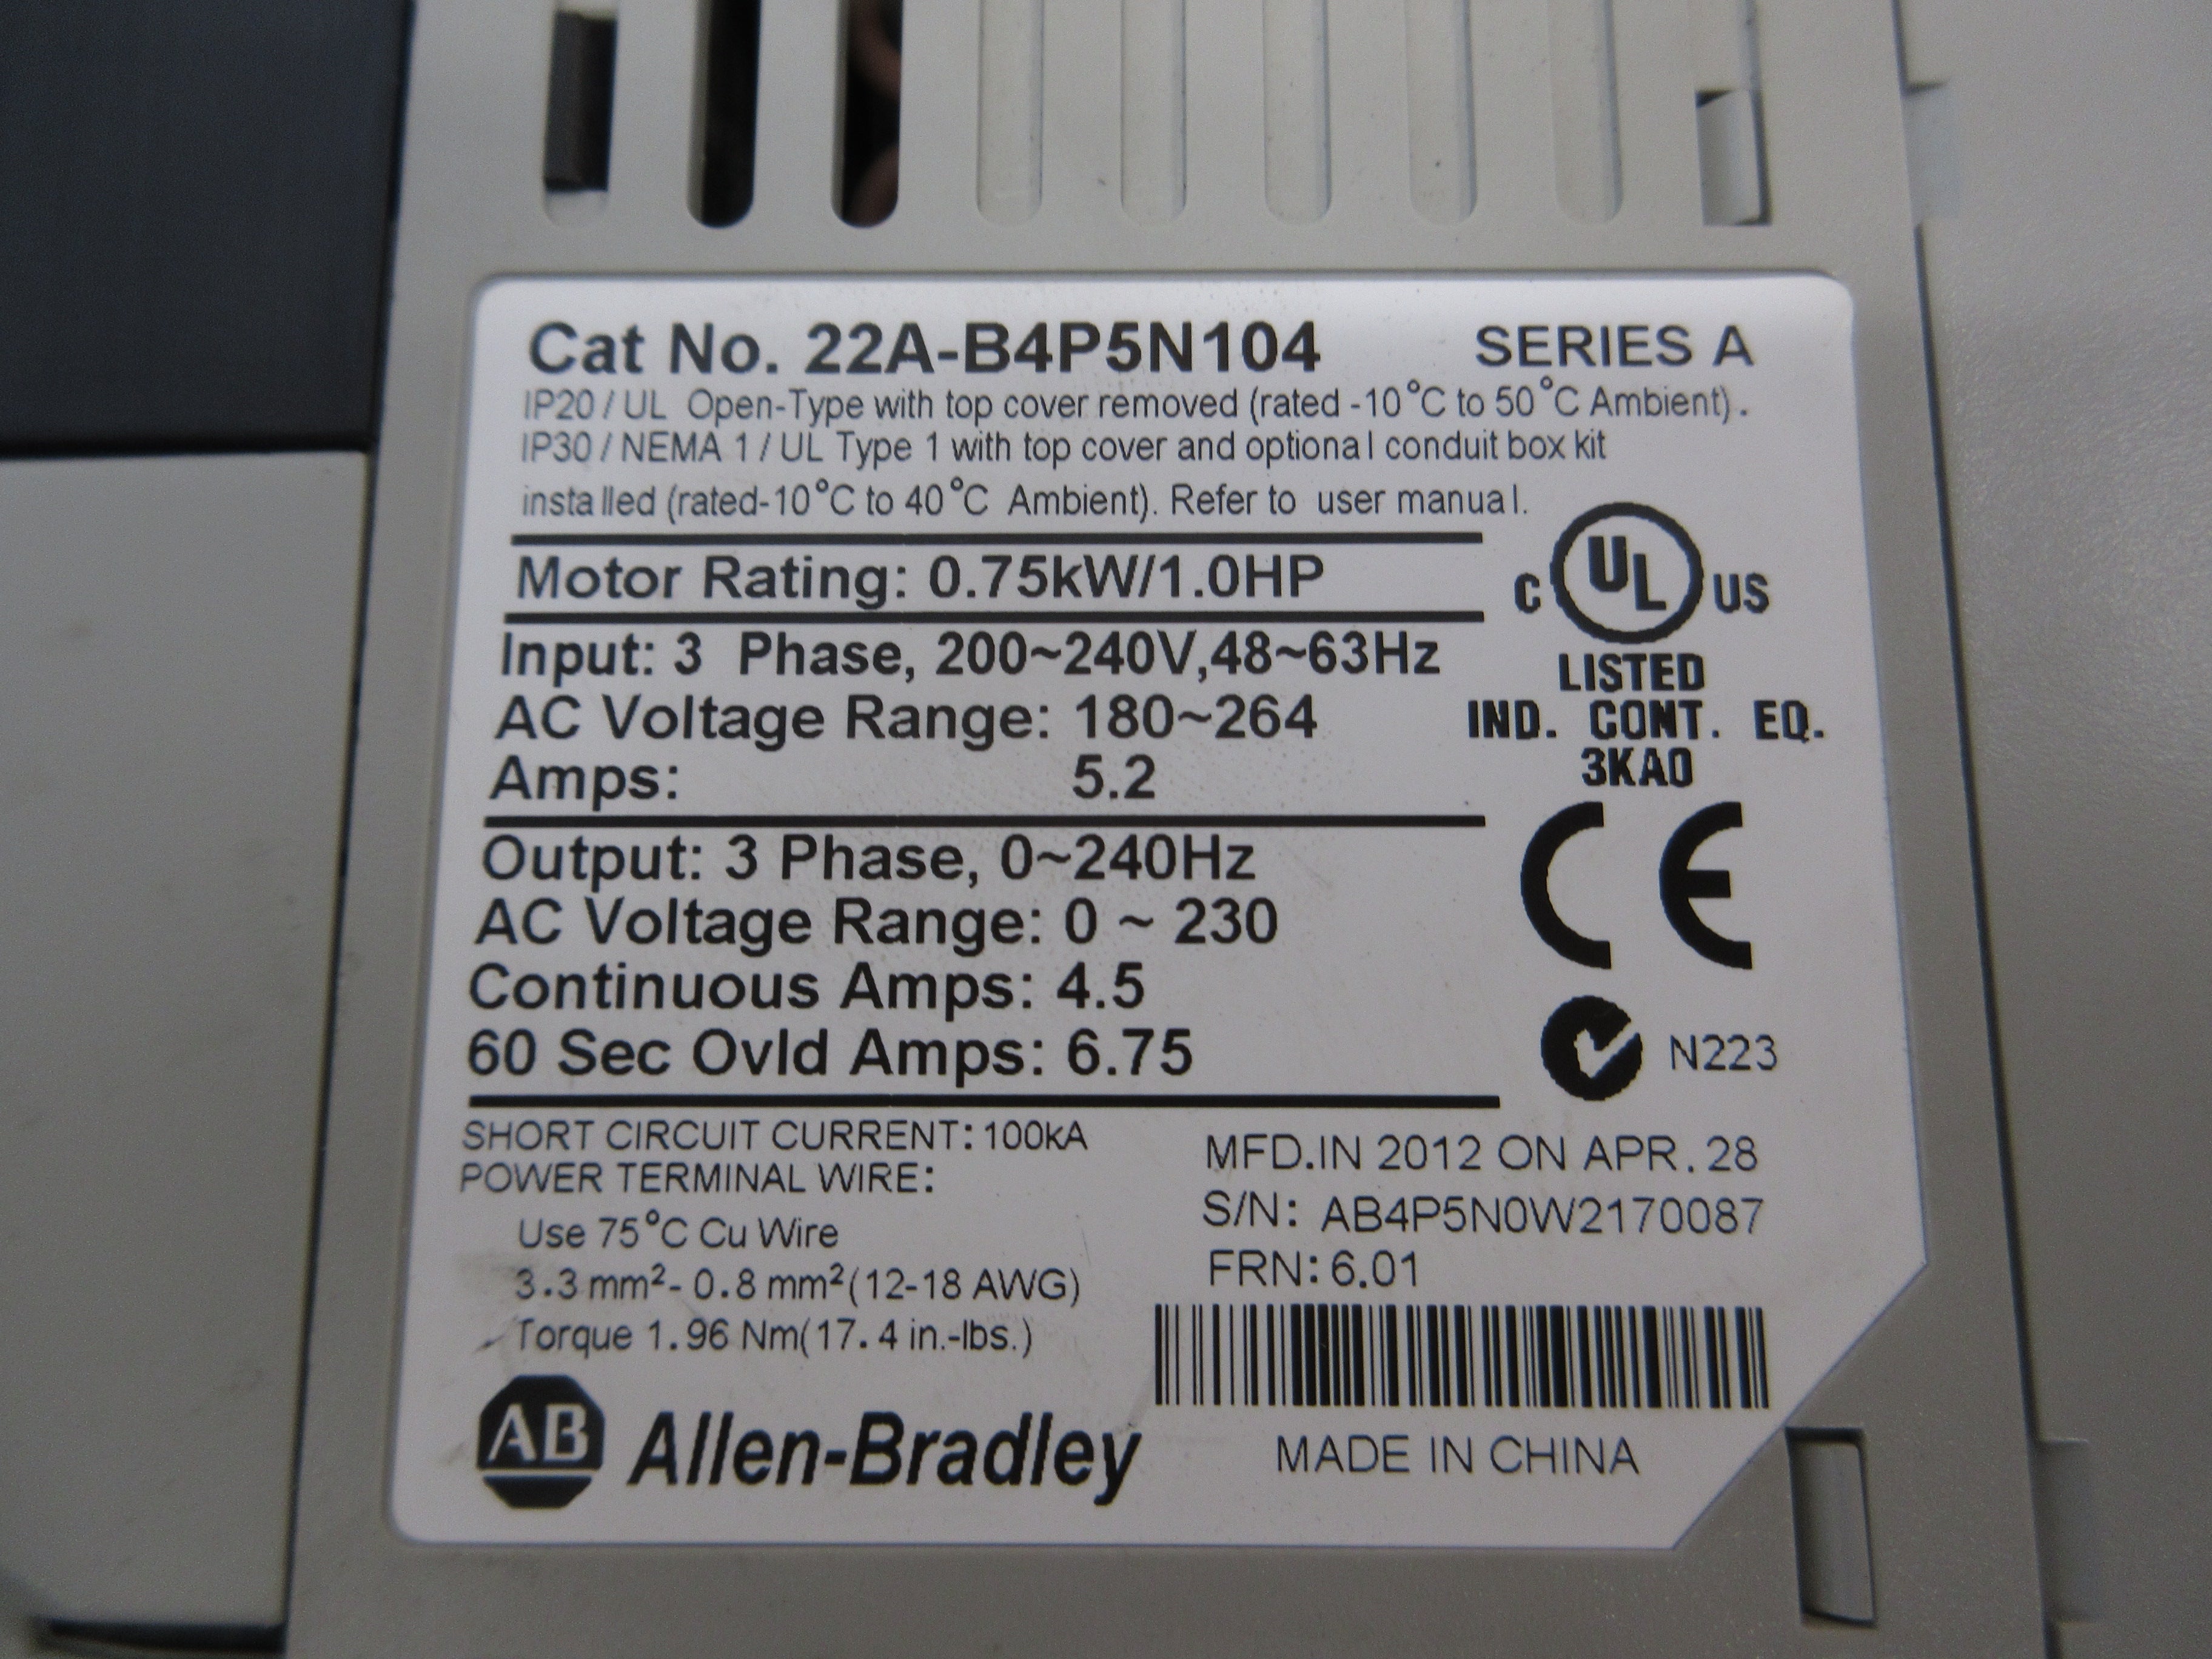 Cat No. 22A-B4P5N104 SERIES A
IP20 / UL Open-Type with top cover removed (rated -10°C to 50°C Ambient).
IP30 / NEMA 1 / UL Type 1 with top cover and optional conduit box kit
installed (rated-10°C to 40°C Ambient). Refer to user manual.
Motor Rating: 0.75kW/1.0HP
C UL US
Input: 3 Phase, 200~240V,48~63Hz
LISTED
AC Voltage Range: 180~264
IND. CONT. EQ.
Amps: 5.2
3KA0
CE
Output: 3 Phase, 0~240Hz
AC Voltage Range: 0 ~ 230
Continuous Amps: 4.5
60 Sec Ovld Amps: 6.75
N223
SHORT CIRCUIT CURRENT: 100kA
POWER TERMINAL WIRE:
Use 75°C Cu Wire
3.3 mm²- 0.8 mm²(12-18 AWG)
Torque 1.96 Nm(17.4 in.-lbs.)
MFD.IN 2012 ON APR.28
S/N: AB4P5N0W2170087
FRN: 6.01
AB Allen-Bradley
MADE IN CHINA